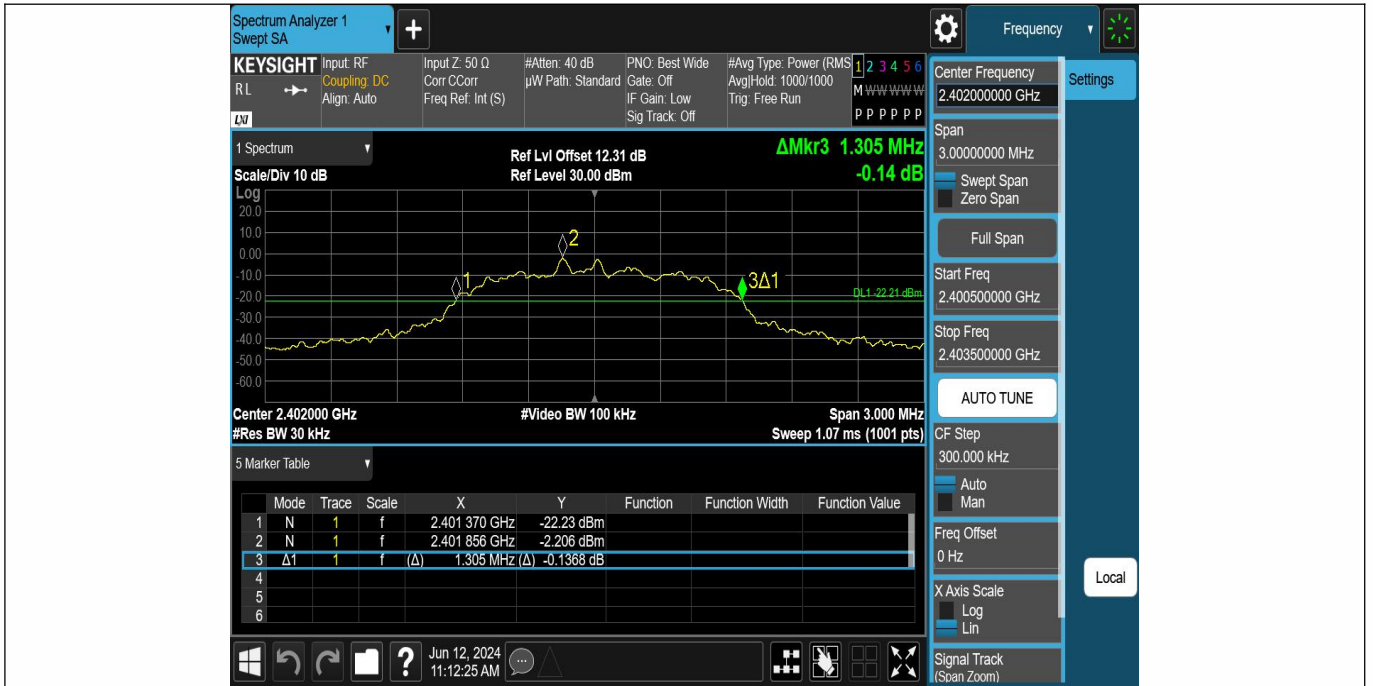 Spectrum Analyzer 1
Swept SA
+
Frequency
KEYSIGHT
RL
LXI
Input: RF
Coupling: DC
Align: Auto
Input Z: 50 Ω
Corr CCorr
Freq Ref: Int (S)
#Atten: 40 dB
µW Path: Standard
PNO: Best Wide
Gate: Off
IF Gain: Low
Sig Track: Off
#Avg Type: Power (RMS
Avg|Hold: 1000/1000
Trig: Free Run
1 2 3 4 5 6
M W W W W W
P P P P P P
1 Spectrum
Scale/Div 10 dB
Ref Lvl Offset 12.31 dB
Ref Level 30.00 dBm
ΔMkr3 1.305 MHz
-0.14 dB
Log
20.0
10.0
0.00
-10.0
-20.0
-30.0
-40.0
-50.0
-60.0
1
2
3Δ1
DL1 -22.21 dBm
Center 2.402000 GHz
#Video BW 100 kHz
Span 3.000 MHz
#Res BW 30 kHz
Sweep 1.07 ms (1001 pts)
5 Marker Table
Mode Trace Scale X Y Function Function Width Function Value
1 N 1 f 2.401 370 GHz -22.23 dBm
2 N 1 f 2.401 856 GHz -2.206 dBm
3 Δ1 1 f (Δ) 1.305 MHz (Δ) -0.1368 dB
4
5
6
?
Jun 12, 2024
11:12:25 AM
Center Frequency
2.402000000 GHz
Settings
Span
3.00000000 MHz
Swept Span
Zero Span
Full Span
Start Freq
2.400500000 GHz
Stop Freq
2.403500000 GHz
AUTO TUNE
CF Step
300.000 kHz
Auto
Man
Freq Offset
0 Hz
Local
X Axis Scale
Log
Lin
Signal Track
(Span Zoom)